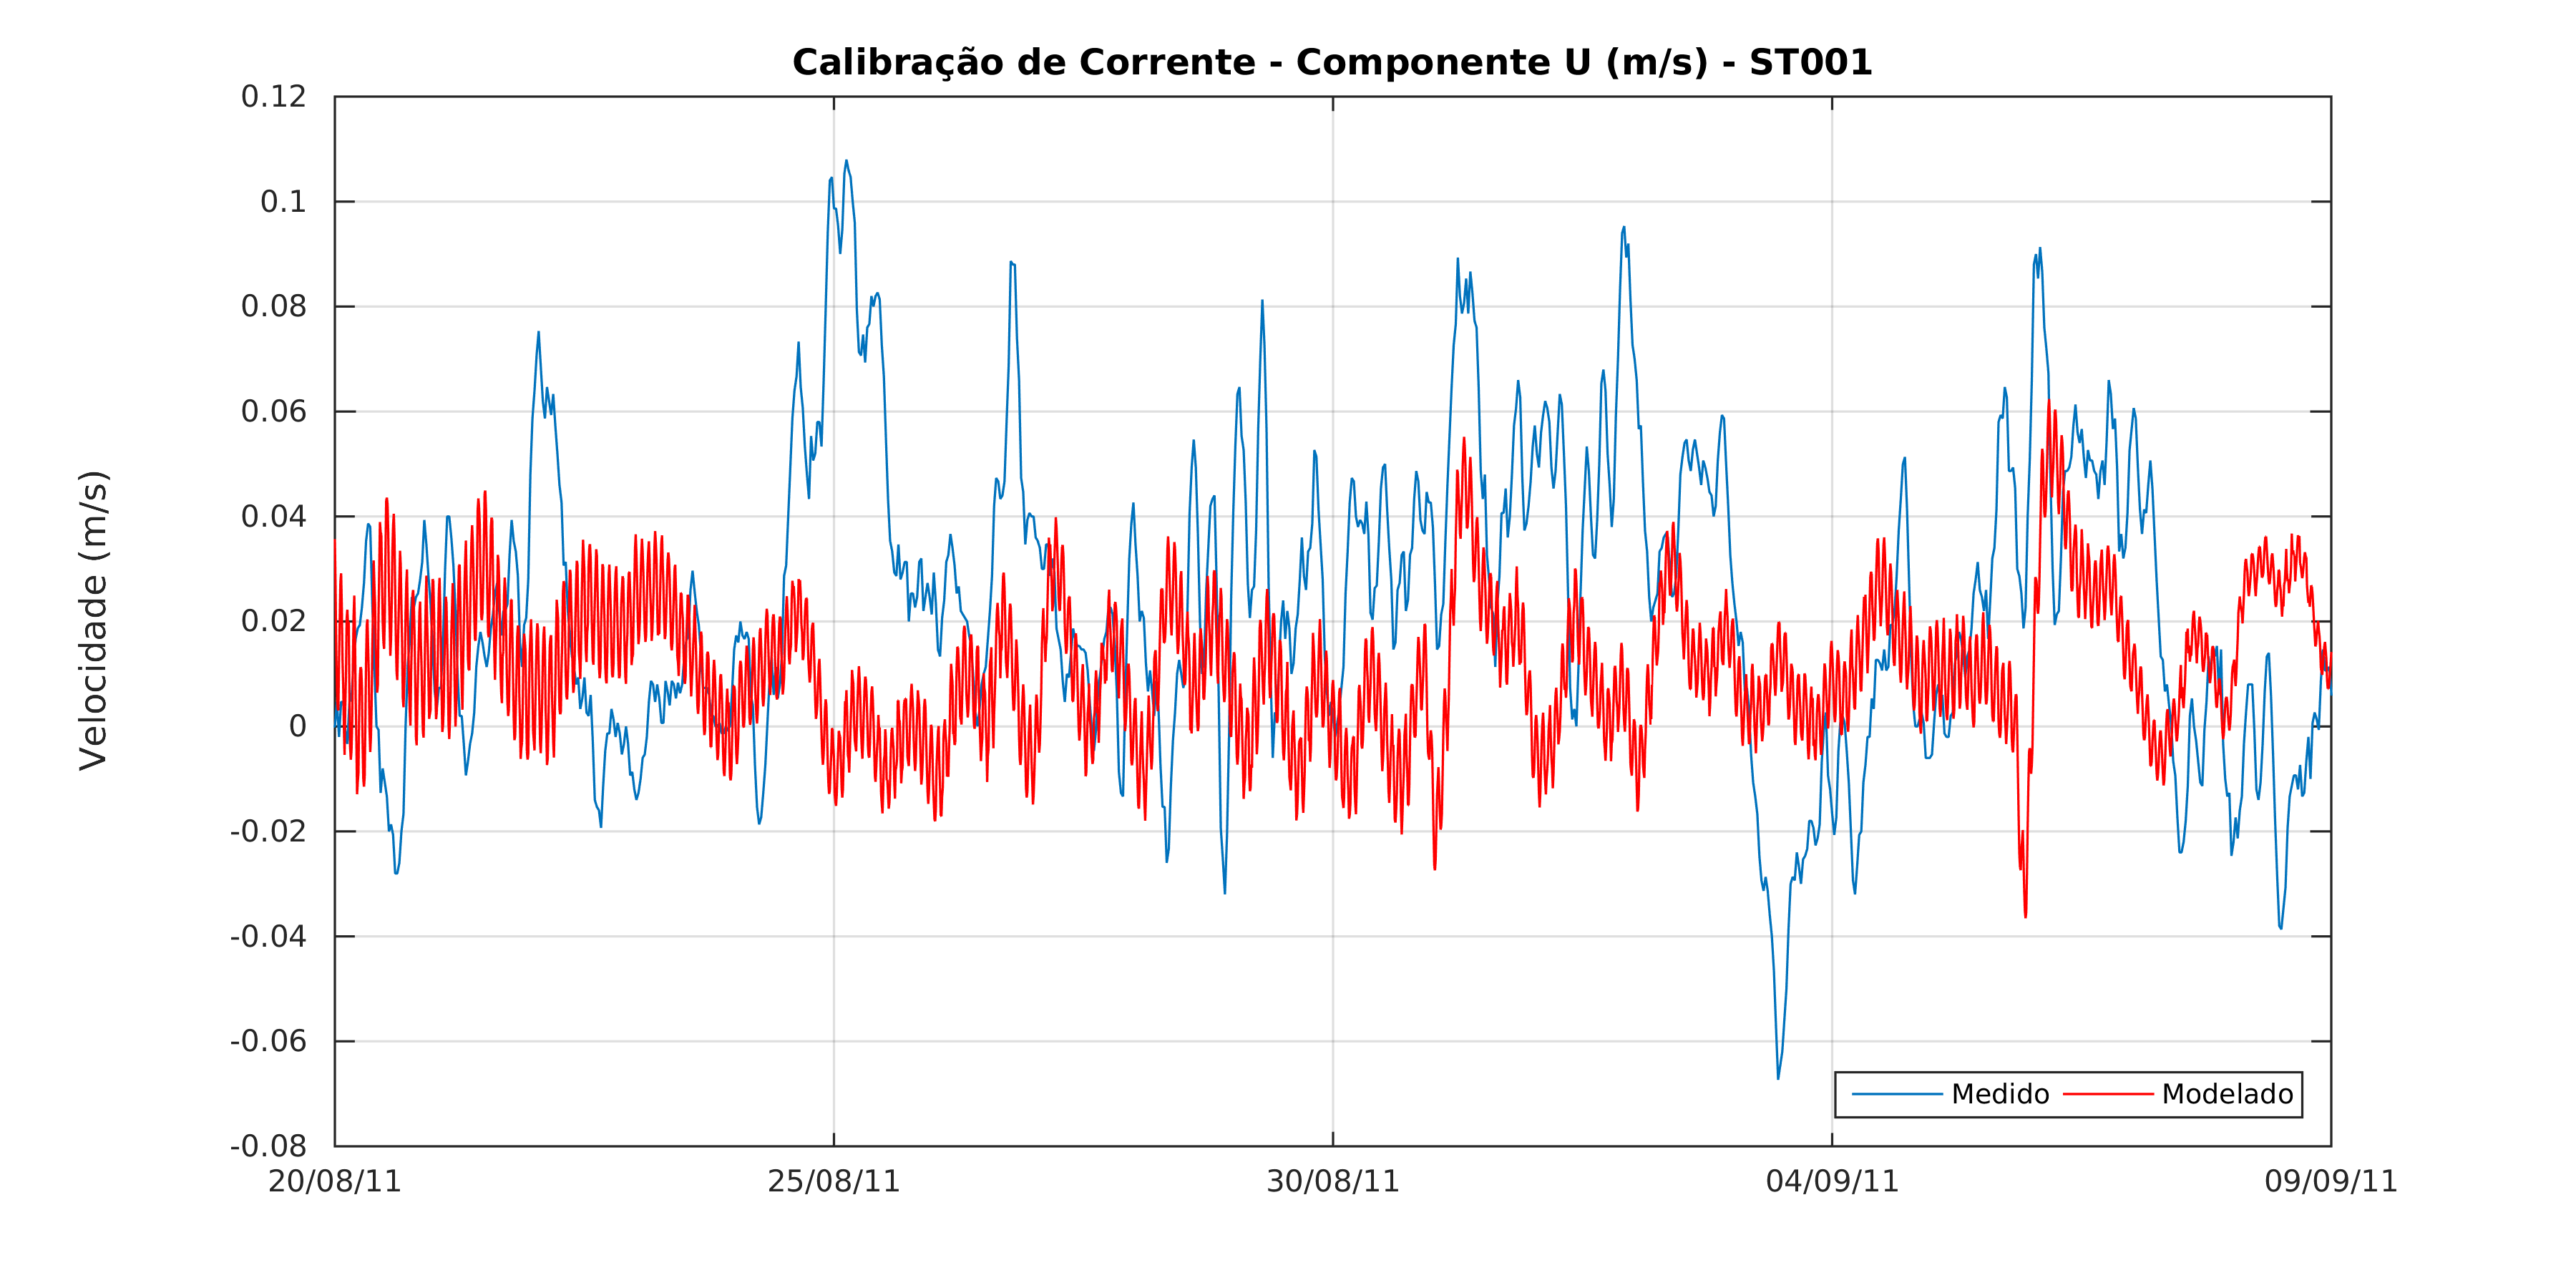 Calibração de Corrente - Componente U (m/s) - ST001
Velocidade (m/s)
0.12
0.1
0.08
0.06
0.04
0.02
0
-0.02
-0.04
-0.06
-0.08
20/08/11 25/08/11 30/08/11 04/09/11 09/09/11
Medido Modelado